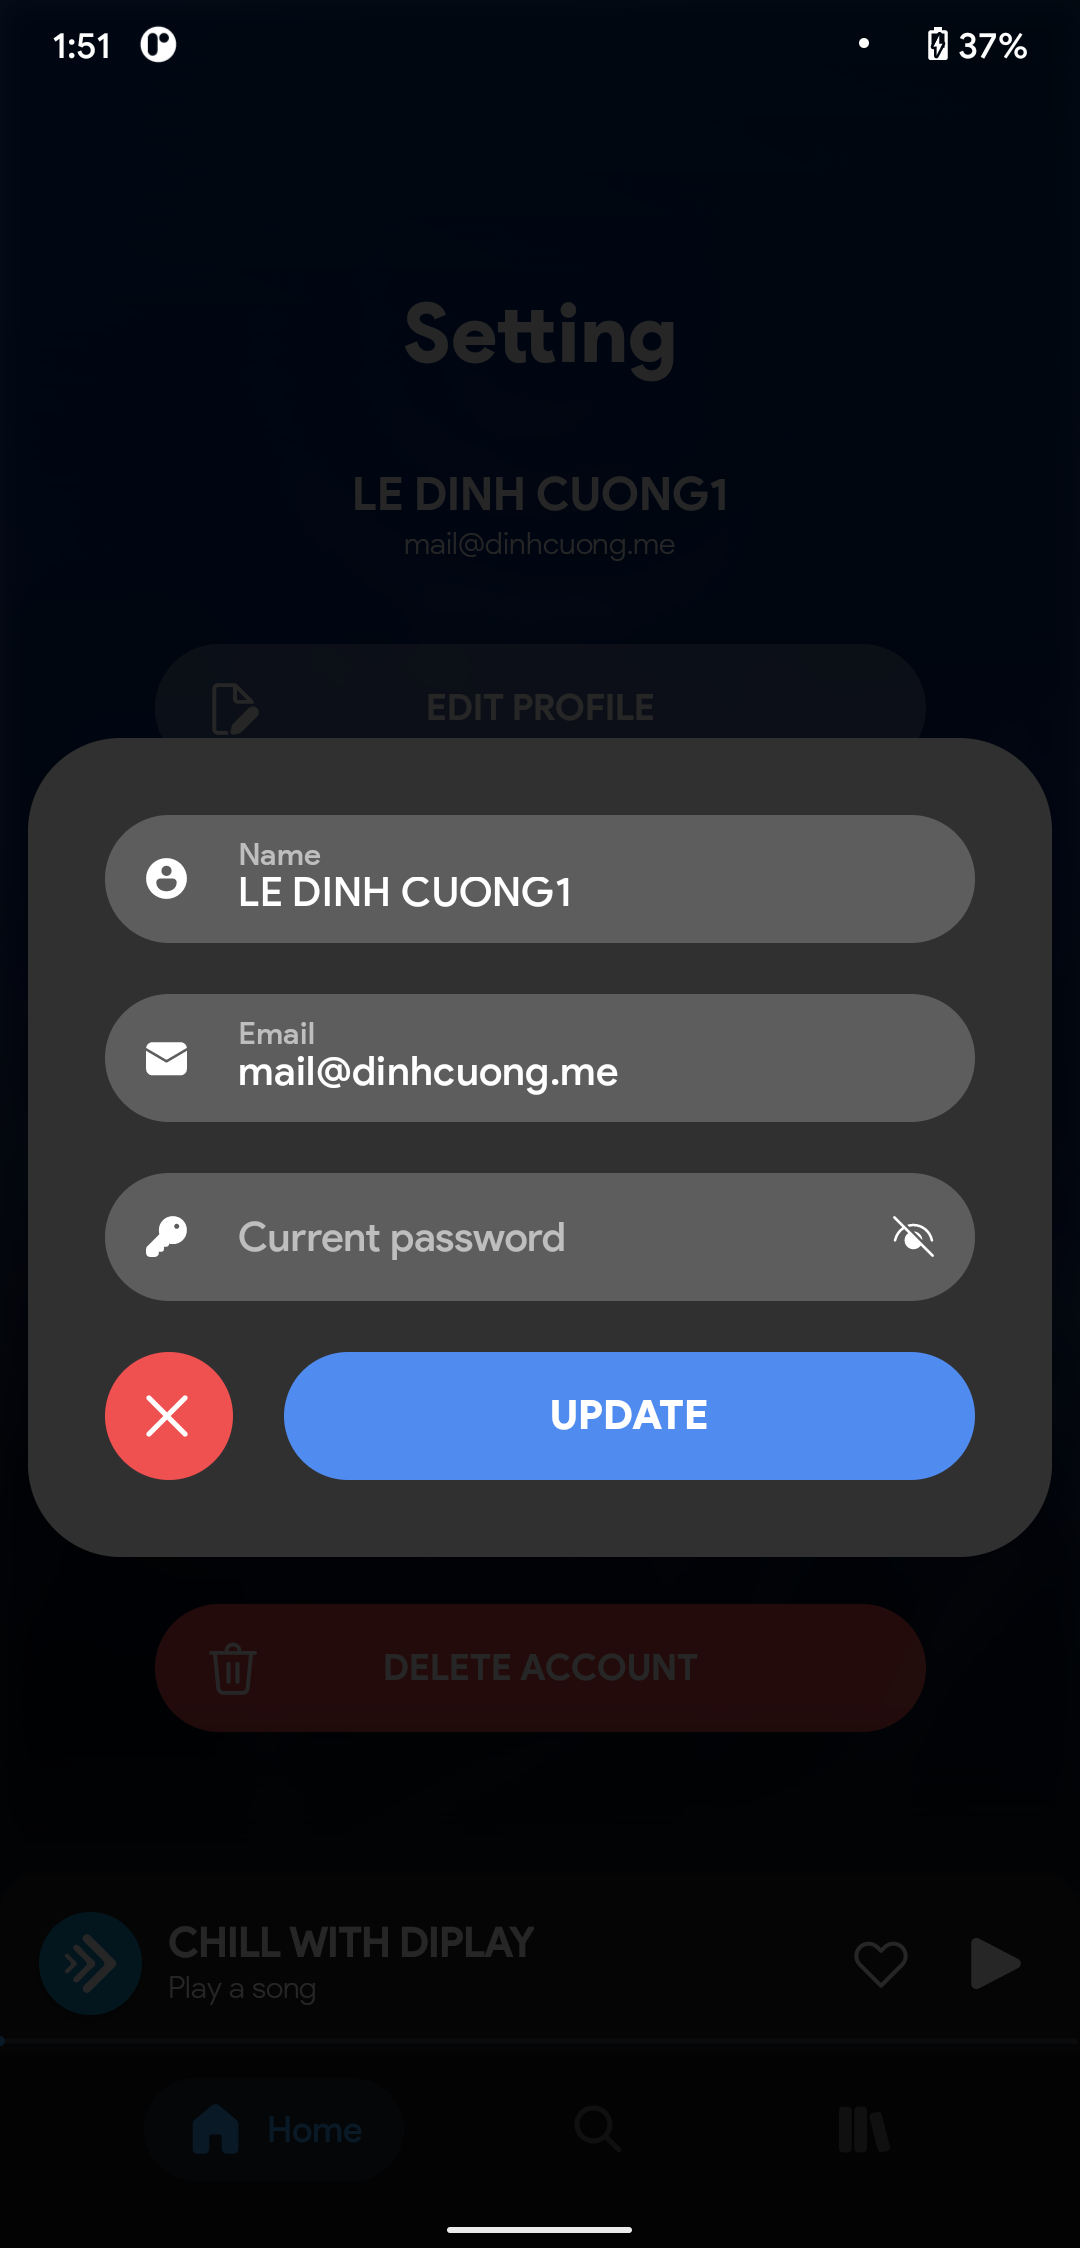 1:51
37%
Setting
LE DINH CUONG1
mail@dinhcuong.me
EDIT PROFILE
Name
LE DINH CUONG1
Email
mail@dinhcuong.me
Current password
UPDATE
DELETE ACCOUNT
CHILL WITH DIPLAY
Play a song
Home